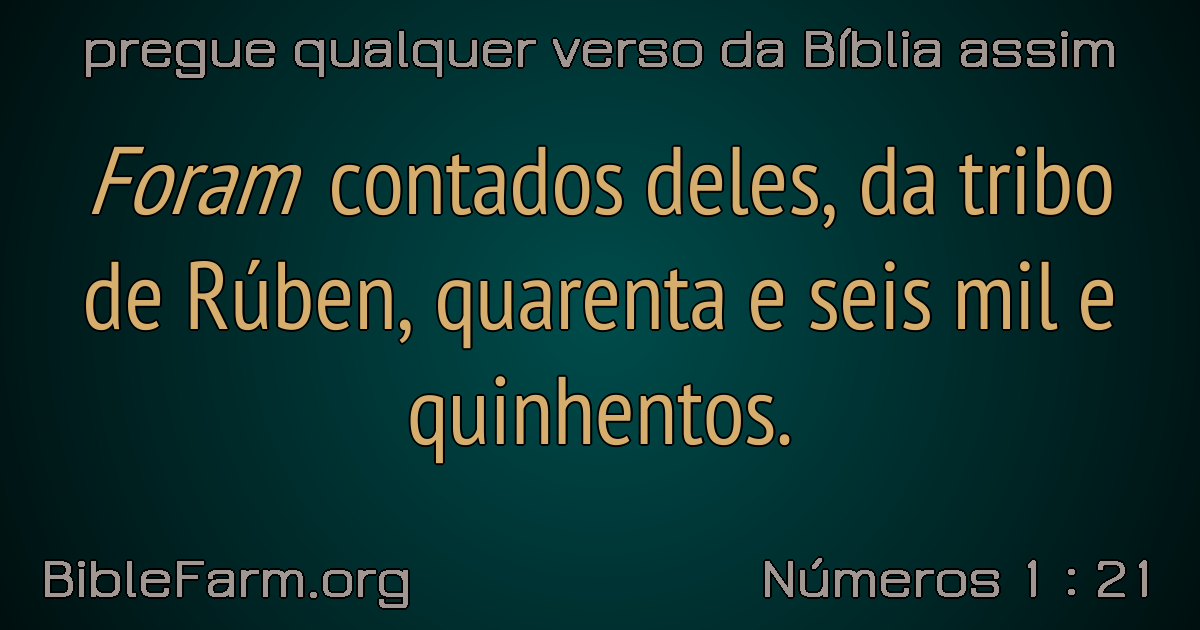 pregue qualquer verso da Bíblia assim
Foram contados deles, da tribo
de Rúben, quarenta e seis mil e
quinhentos.
BibleFarm.org
Números 1 : 21